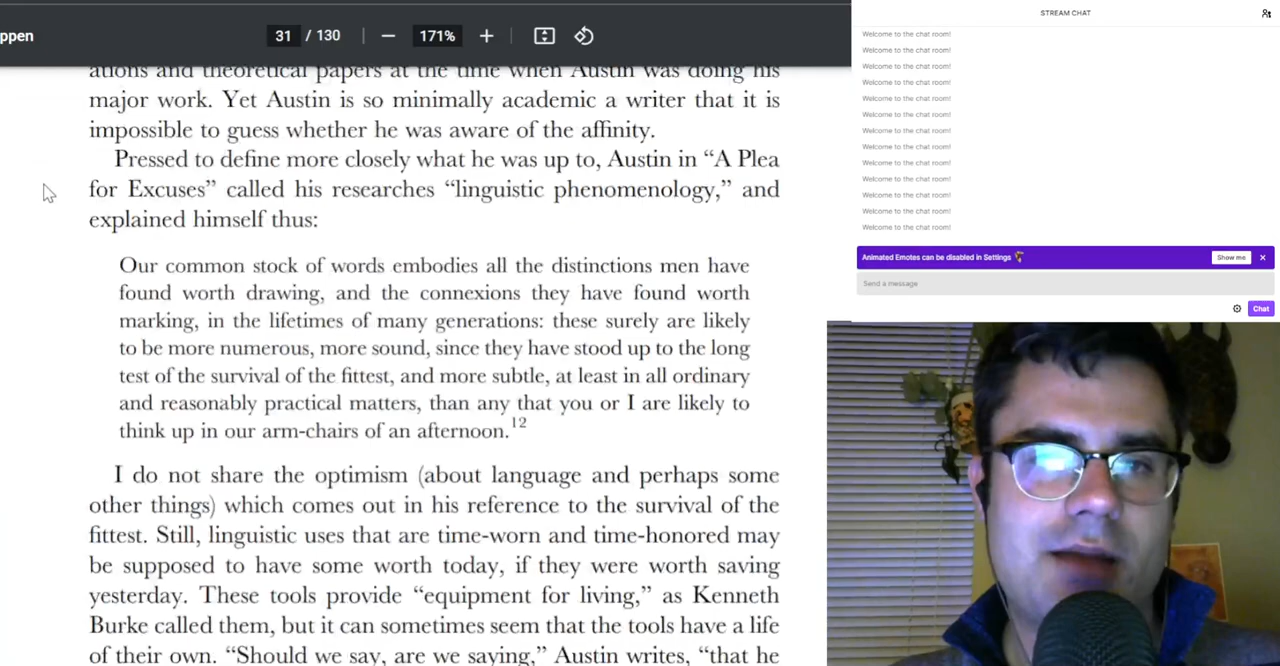 ppen
31 / 130
171%
ations and theoretical papers at the time when Austin was doing his
major work. Yet Austin is so minimally academic a writer that it is
impossible to guess whether he was aware of the affinity.
Pressed to define more closely what he was up to, Austin in “A Plea
for Excuses” called his researches “linguistic phenomenology,” and
explained himself thus:
Our common stock of words embodies all the distinctions men have
found worth drawing, and the connexions they have found worth
marking, in the lifetimes of many generations: these surely are likely
to be more numerous, more sound, since they have stood up to the long
test of the survival of the fittest, and more subtle, at least in all ordinary
and reasonably practical matters, than any that you or I are likely to
think up in our arm-chairs of an afternoon.12
I do not share the optimism (about language and perhaps some
other things) which comes out in his reference to the survival of the
fittest. Still, linguistic uses that are time-worn and time-honored may
be supposed to have some worth today, if they were worth saving
yesterday. These tools provide “equipment for living,” as Kenneth
Burke called them, but it can sometimes seem that the tools have a life
of their own. “Should we say, are we saying,” Austin writes, “that he
STREAM CHAT
Welcome to the chat room!
Welcome to the chat room!
Welcome to the chat room!
Welcome to the chat room!
Welcome to the chat room!
Welcome to the chat room!
Welcome to the chat room!
Welcome to the chat room!
Welcome to the chat room!
Welcome to the chat room!
Welcome to the chat room!
Welcome to the chat room!
Welcome to the chat room!
Animated Emotes can be disabled in Settings
Show me
Send a message
Chat